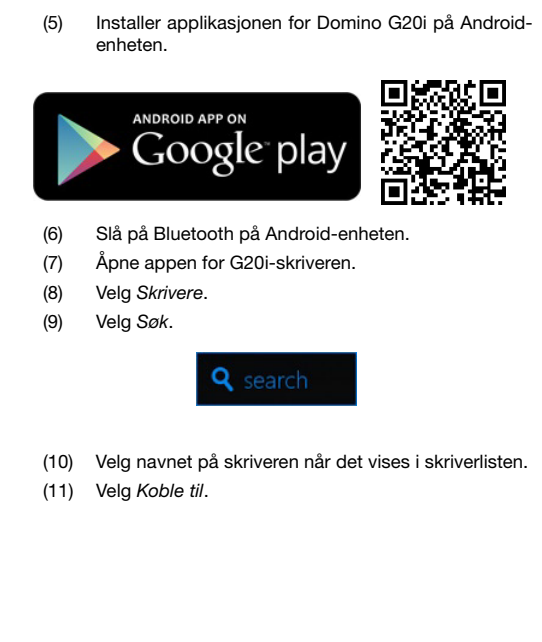 (5) Installer applikasjonen for Domino G20i på Android-
enheten.
ANDROID APP ON
Google play
(6) Slå på Bluetooth på Android-enheten.
(7) Åpne appen for G20i-skriveren.
(8) Velg Skrivere.
(9) Velg Søk.
search
(10) Velg navnet på skriveren når det vises i skriverlisten.
(11) Velg Koble til.